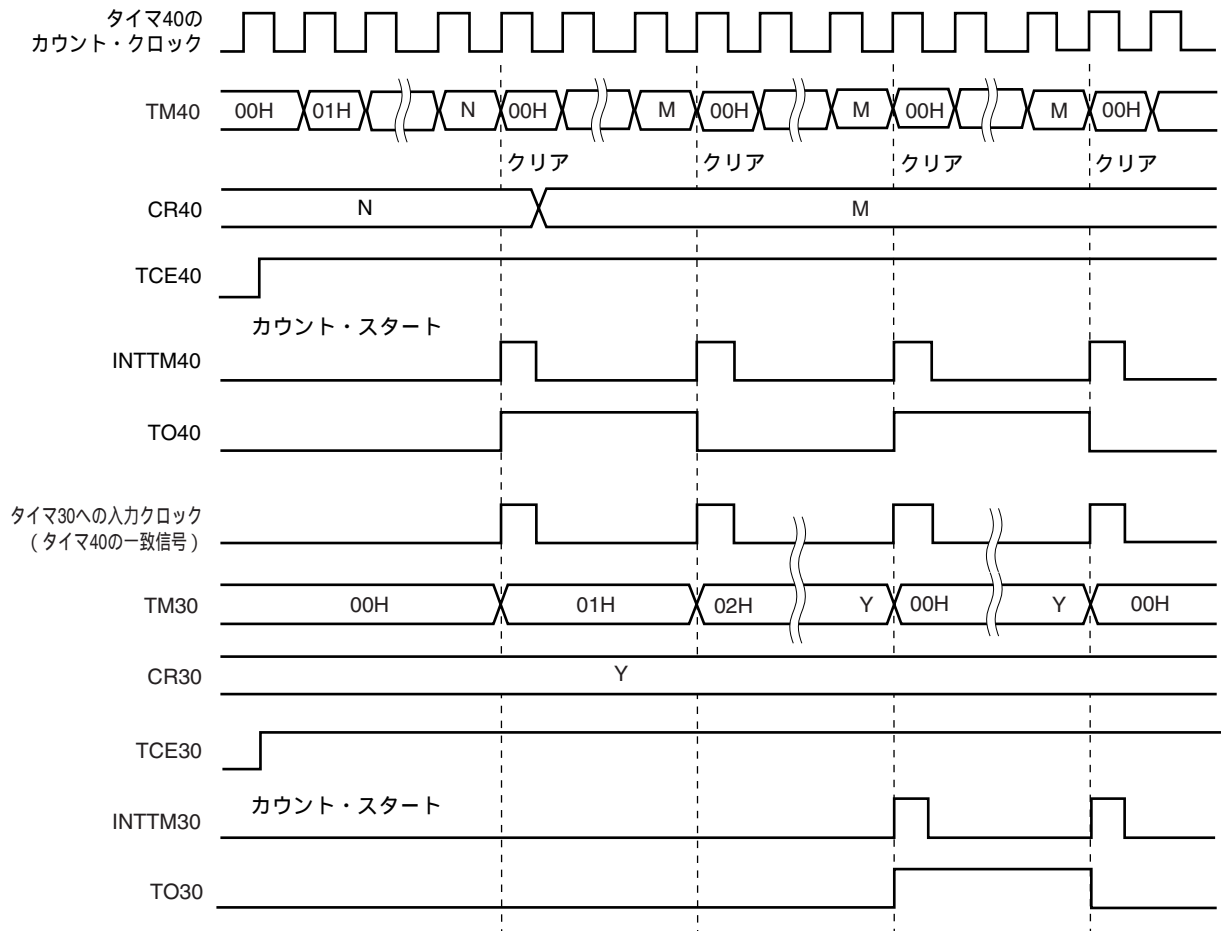 タイマ40の
カウント・クロック
TM40 00H 01H N 00H M 00H M 00H M 00H
クリア クリア クリア クリア
CR40 N M
TCE40
カウント・スタート
INTTM40
TO40
タイマ30への入力クロック
(タイマ40の一致信号)
TM30 00H 01H 02H Y 00H Y 00H
CR30 Y
TCE30
カウント・スタート
INTTM30
TO30